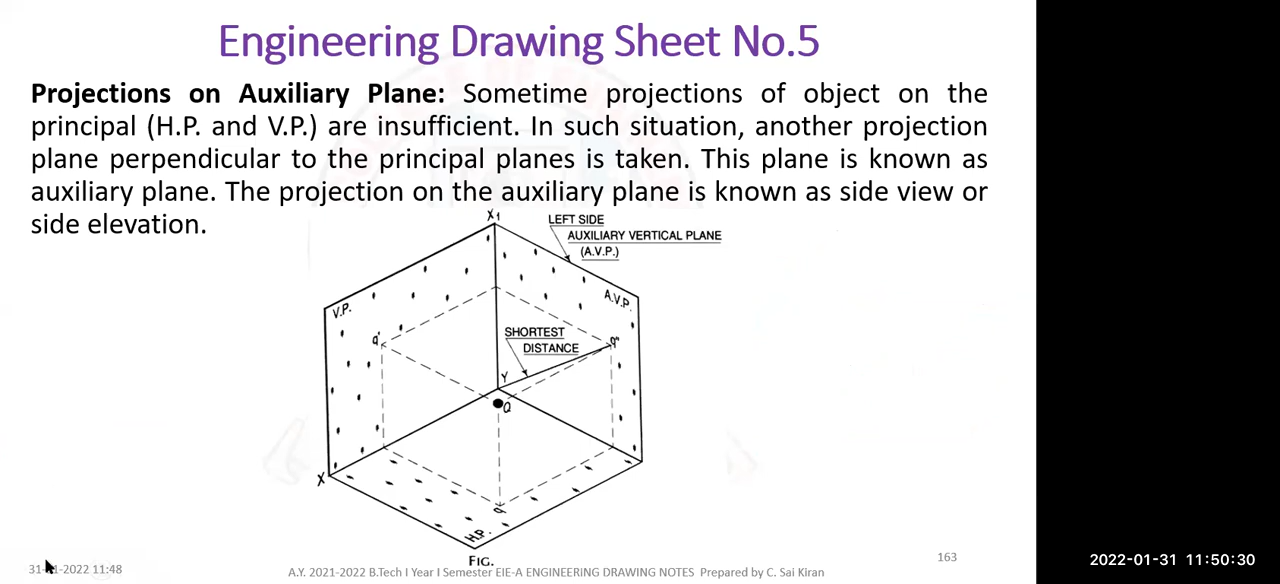 Engineering Drawing Sheet No.5
Projections on Auxiliary Plane: Sometime projections of object on the
principal (H.P. and V.P.) are insufficient. In such situation, another projection
plane perpendicular to the principal planes is taken. This plane is known as
auxiliary plane. The projection on the auxiliary plane is known as side view or
side elevation.
X1
LEFT SIDE
AUXILIARY VERTICAL PLANE
(A.V.P.)
V.P.
A.V.P.
SHORTEST
DISTANCE
q'
q"
Y
Q
X
q
H.P.
FIG.
163
A.Y. 2021-2022 B.Tech I Year I Semester EIE-A ENGINEERING DRAWING NOTES Prepared by C. Sai Kiran
2022-01-31 11:50:30